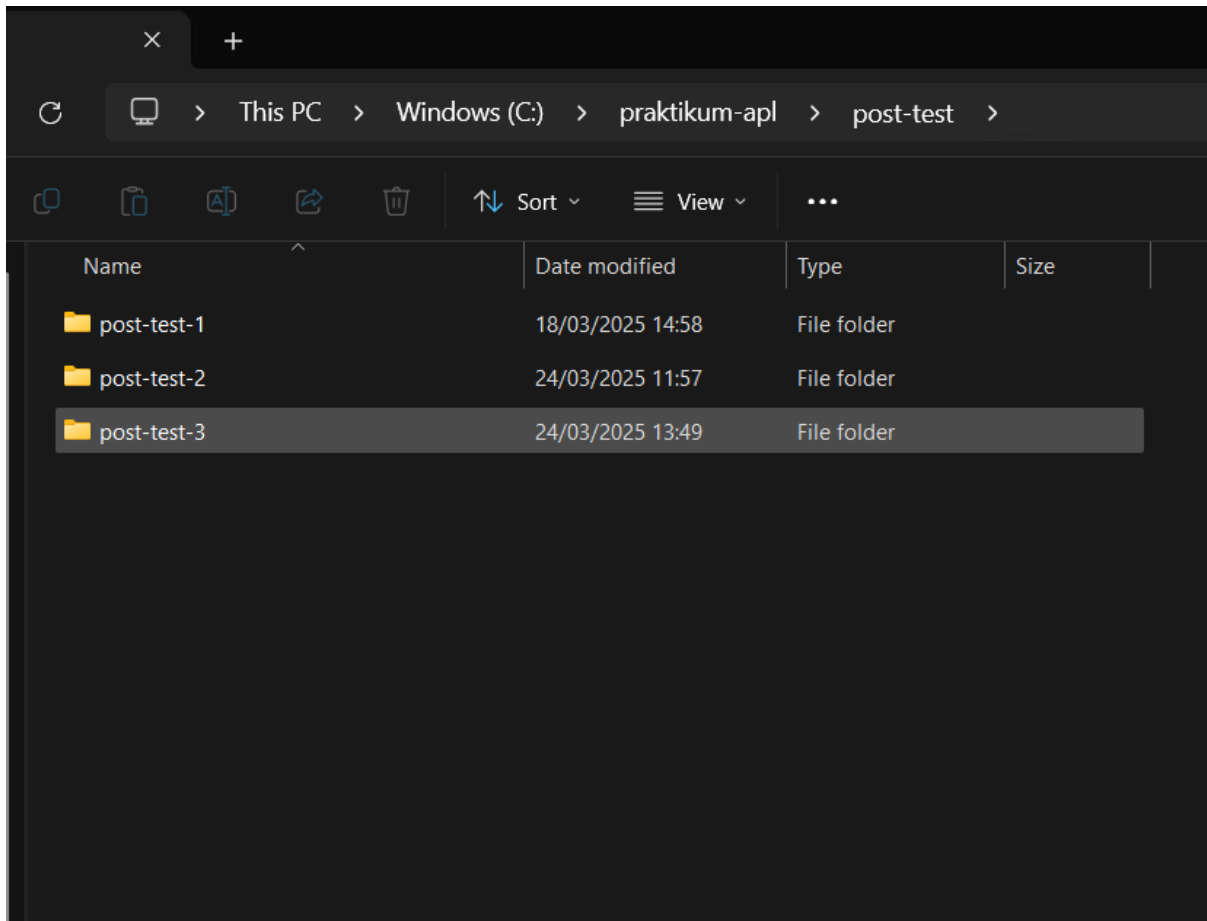 This PC > Windows (C:) > praktikum-apl > post-test >
Sort View
Name Date modified Type Size
post-test-1 18/03/2025 14:58 File folder
post-test-2 24/03/2025 11:57 File folder
post-test-3 24/03/2025 13:49 File folder